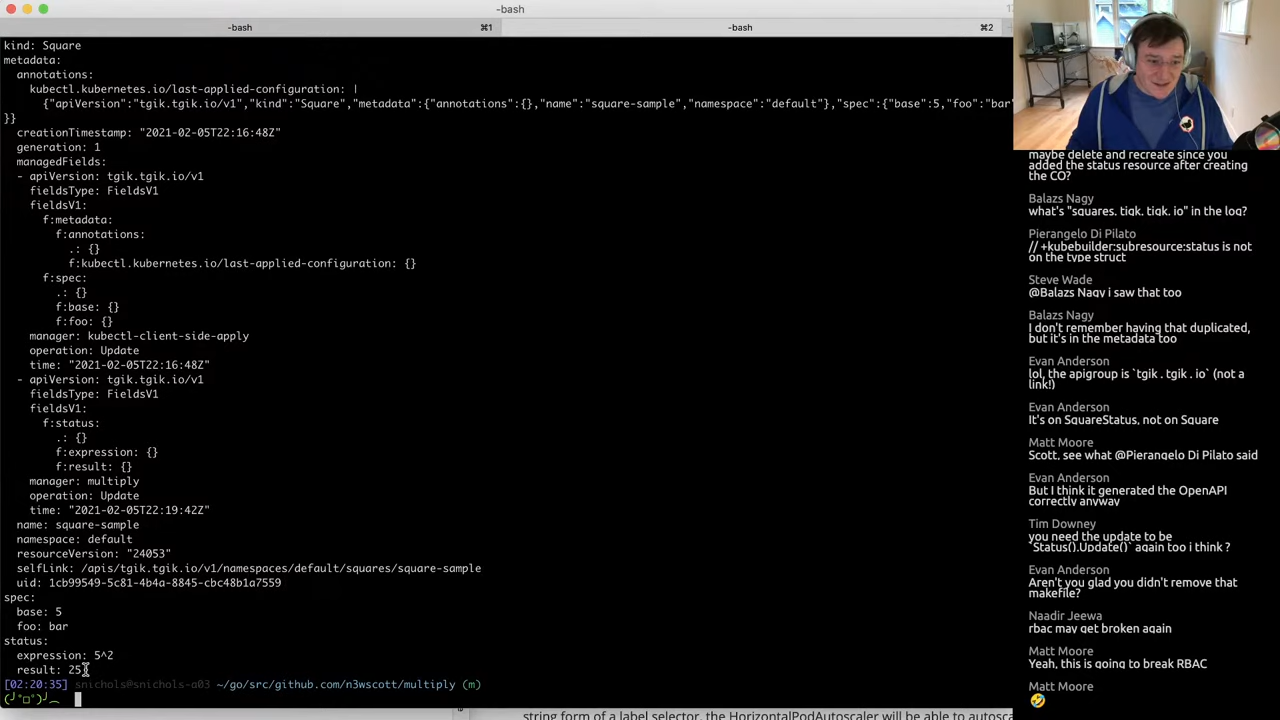 -bash
-bash
⌘1
-bash
⌘2
kind: Square
metadata:
annotations:
kubectl.kubernetes.io/last-applied-configuration: |
{"apiVersion":"tgik.tgik.io/v1","kind":"Square","metadata":{"annotations":{},"name":"square-sample","namespace":"default"},"spec":{"base":5,"foo":"bar"
}}
creationTimestamp: "2021-02-05T22:16:48Z"
generation: 1
managedFields:
- apiVersion: tgik.tgik.io/v1
fieldsType: FieldsV1
fieldsV1:
f:metadata:
f:annotations:
.: {}
f:kubectl.kubernetes.io/last-applied-configuration: {}
f:spec:
.: {}
f:base: {}
f:foo: {}
manager: kubectl-client-side-apply
operation: Update
time: "2021-02-05T22:16:48Z"
- apiVersion: tgik.tgik.io/v1
fieldsType: FieldsV1
fieldsV1:
f:status:
.: {}
f:expression: {}
f:result: {}
manager: multiply
operation: Update
time: "2021-02-05T22:19:42Z"
name: square-sample
namespace: default
resourceVersion: "24053"
selfLink: /apis/tgik.tgik.io/v1/namespaces/default/squares/square-sample
uid: 1cb99549-5c81-4b4a-8845-cbc48b1a7559
spec:
base: 5
foo: bar
status:
expression: 5^2
result: 25
[02:20:35] snichols@snichols-a03 ~/go/src/github.com/n3wscott/multiply (m)
(╯°□°)╯︵
string form of a label selector, the HorizontalPodAutoscaler will be able to autosca
maybe delete and recreate since you
added the status resource after creating
the CO?
Balazs Nagy
what's "squares. tigk. tigk. io" in the log?
Pierangelo Di Pilato
// +kubebuilder:subresource:status is not
on the type struct
Steve Wade
@Balazs Nagy i saw that too
Balazs Nagy
I don't remember having that duplicated,
but it's in the metadata too
Evan Anderson
lol, the apigroup is `tgik . tgik . io` (not a
link!)
Evan Anderson
It's on SquareStatus, not on Square
Matt Moore
Scott, see what @Pierangelo Di Pilato said
Evan Anderson
But I think it generated the OpenAPI
correctly anyway
Tim Downey
you need the update to be
`Status().Update()` again too i think ?
Evan Anderson
Aren't you glad you didn't remove that
makefile?
Naadir Jeewa
rbac may get broken again
Matt Moore
Yeah, this is going to break RBAC
Matt Moore
🤣